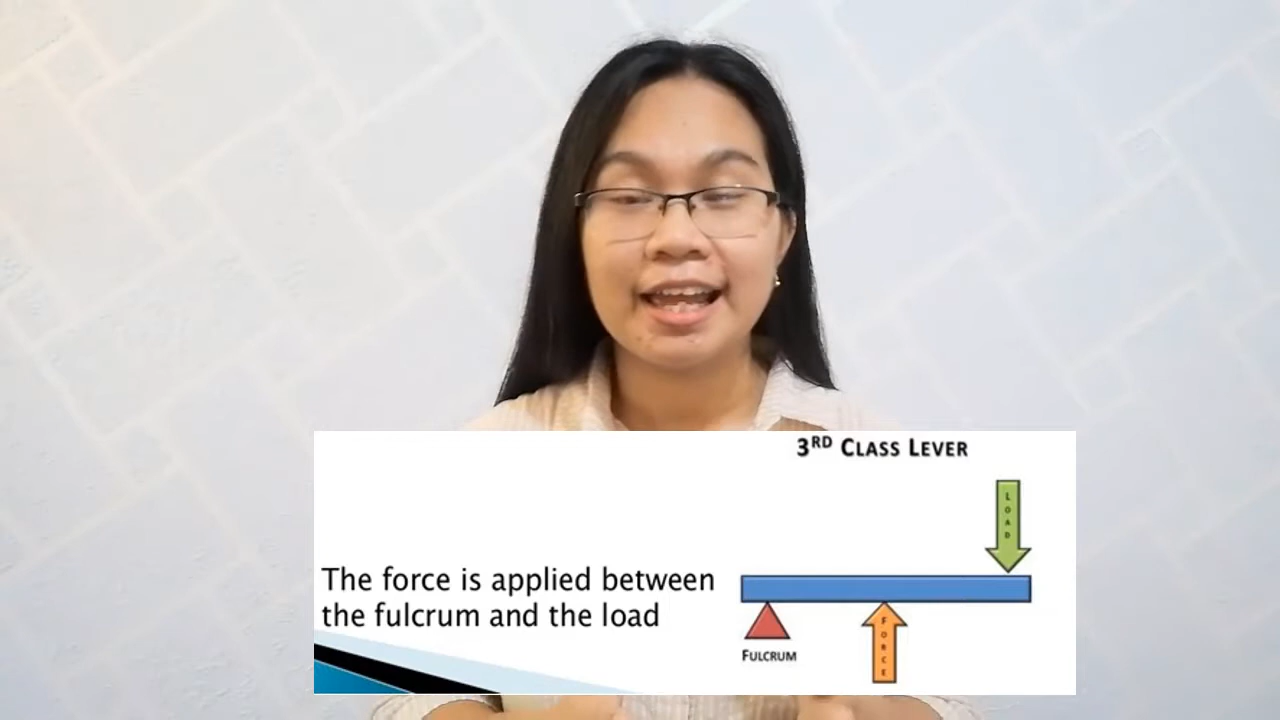 3RD CLASS LEVER
LOAD
The force is applied between
the fulcrum and the load
FORCE
FULCRUM